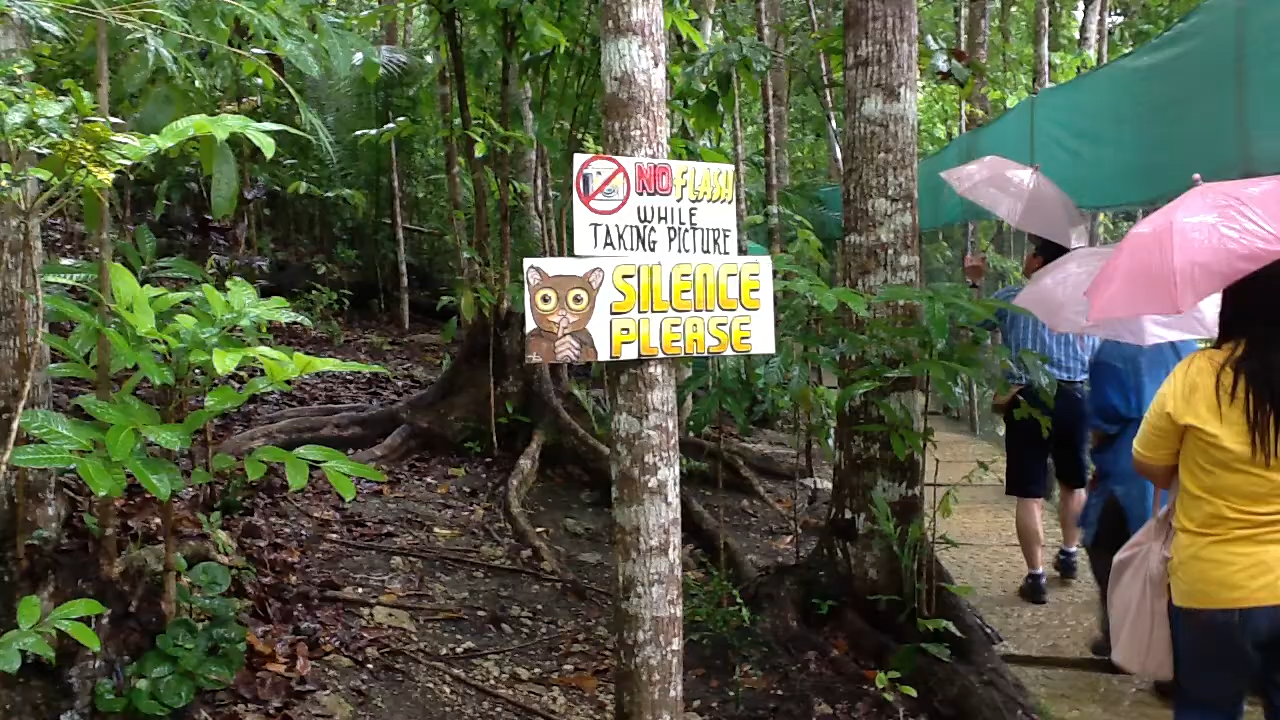 NO FLASH
WHILE
TAKING PICTURE
SILENCE
PLEASE